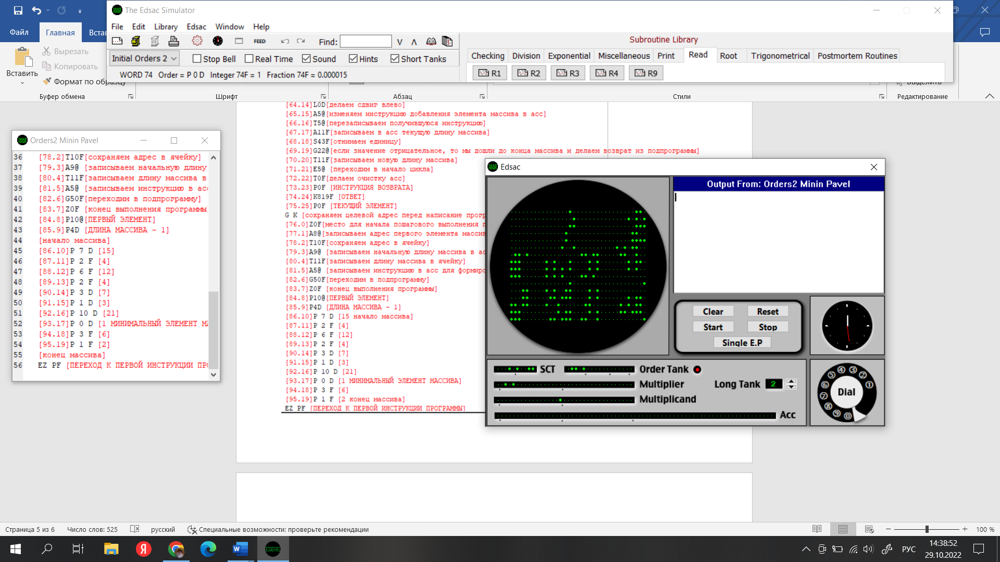 The Edsac Simulator
File Edit Library Edsac Window Help
FEED
Find:
Initial Orders 2
Stop Bell
Real Time
Sound
Hints
Short Tanks
WORD 74 Order = P 0 D Integer 74F = 1 Fraction 74F = 0.000015
Subroutine Library
Checking Division Exponential Miscellaneous Print Read Root Trigonometrical Postmortem Routines
R1 R2 R3 R4 R9
Файл
Главная
Встав
Вставить
Вырезать
Копировать
Формат по образцу
Буфер обмена
Шрифт
Абзац
Стили
Редактирование
Orders2 Minin Pavel
36 [78.2]T10F[сохраняем адрес в ячейку]
37 [79.3]A9@ [записываем начальную длину
38 [80.4]T11F[записываем длину массива в
39 [81.5]A5@ [записываем инструкцию в асс
40 [82.6]G50F[переходим в подпрограмму]
41 [83.7]Z0F [конец выполнения программы
42 [84.8]P10@[ПЕРВЫЙ ЭЛЕМЕНТ]
43 [85.9]P4D [ДЛИНА МАССИВА - 1]
44 [начало массива]
45 [86.10]P 7 D [15]
46 [87.11]P 2 F [4]
47 [88.12]P 6 F [12]
48 [89.13]P 2 F [4]
49 [90.14]P 3 D [7]
50 [91.15]P 1 D [3]
51 [92.16]P 10 D [21]
52 [93.17]P 0 D [1 МИНИМАЛЬНЫЙ ЭЛЕМЕНТ
53 [94.18]P 3 F [6]
54 [95.19]P 1 F [2]
55 [конец массива]
56 EZ PF [ПЕРЕХОД К ПЕРВОЙ ИНСТРУКЦИИ
[64.14]L0D[делаем сдвиг влево]
[65.15]A5@[изменяем инструкцию добавления элемента массива в асс]
[66.16]T5@[перезаписываем получившуюся инструкцию]
[67.17]A11F[записываем в асс текущую длину массива]
[68.18]S43F[отнимаем единицу]
[69.19]G22@[если значение отрицательное, то мы дошли до конца массива и делаем возврат из подпрограммы]
[70.20]T11F[записываем новую длину массива]
[71.21]E5@ [переходим в начало цикла]
[72.22]T0F[делаем очистку асс]
[73.23]P0F [ИНСТРУКЦИЯ ВОЗВРАТА]
[74.24]K819F [ОТВЕТ]
[75.25]P0F [ТЕКУЩИЙ ЭЛЕМЕНТ]
G K [сохраняем целевой адрес перед написание
[76.0]Z0F[место для начала пошагового выполнения
[77.1]A8@[записываем адрес первого элемента
[78.2]T10F[сохраняем адрес в ячейку]
[79.3]A9@ [записываем начальную длину массива в
[80.4]T11F[записываем длину массива в ячейку]
[81.5]A5@ [записываем инструкцию в асс для
[82.6]G50F[переходим в подпрограмму]
[83.7]Z0F [конец выполнения программы]
[84.8]P10@[ПЕРВЫЙ ЭЛЕМЕНТ]
[85.9]P4D [ДЛИНА МАССИВА - 1]
[86.10]P 7 D [15 начало массива]
[87.11]P 2 F [4]
[88.12]P 6 F [12]
[89.13]P 2 F [4]
[90.14]P 3 D [7]
[91.15]P 1 D [3]
[92.16]P 10 D [21]
[93.17]P 0 D [1 МИНИМАЛЬНЫЙ ЭЛЕМЕНТ МАССИВА]
[94.18]P 3 F [6]
[95.19]P 1 F [2 конец массива]
EZ PF [ПЕРЕХОД К ПЕРВОЙ ИНСТРУКЦИИ ПРОГРАММЫ]
Edsac
Output From: Orders2 Minin Pavel
Clear Reset
Start Stop
Single E.P
SCT Order Tank
Multiplier Long Tank 2
Multiplicand
Acc
Dial
1 2 3 4 5 6 7 8 9 0
Страница 5 из 6 Число слов: 525 русский Специальные возможности: проверьте рекомендации
100 %
РУС
14:38:52
29.10.2022